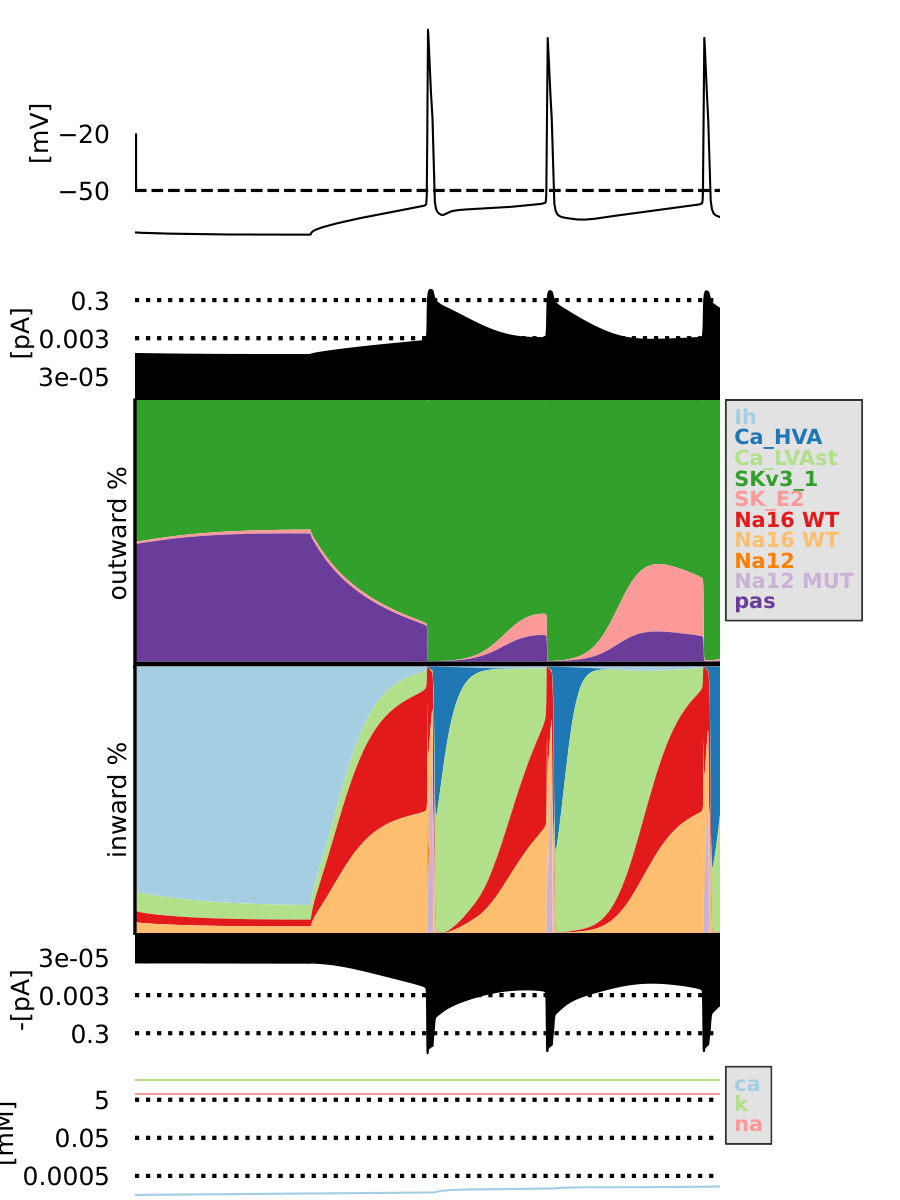 [mV]
−20
−50
[pA]
0.3
0.003
3e-05
outward %
Ih
Ca_HVA
Ca_LVAst
SKv3_1
SK_E2
Na16 WT
Na16 WT
Na12
Na12 MUT
pas
inward %
-[pA]
3e-05
0.003
0.3
[mM]
5
0.05
0.0005
ca
k
na